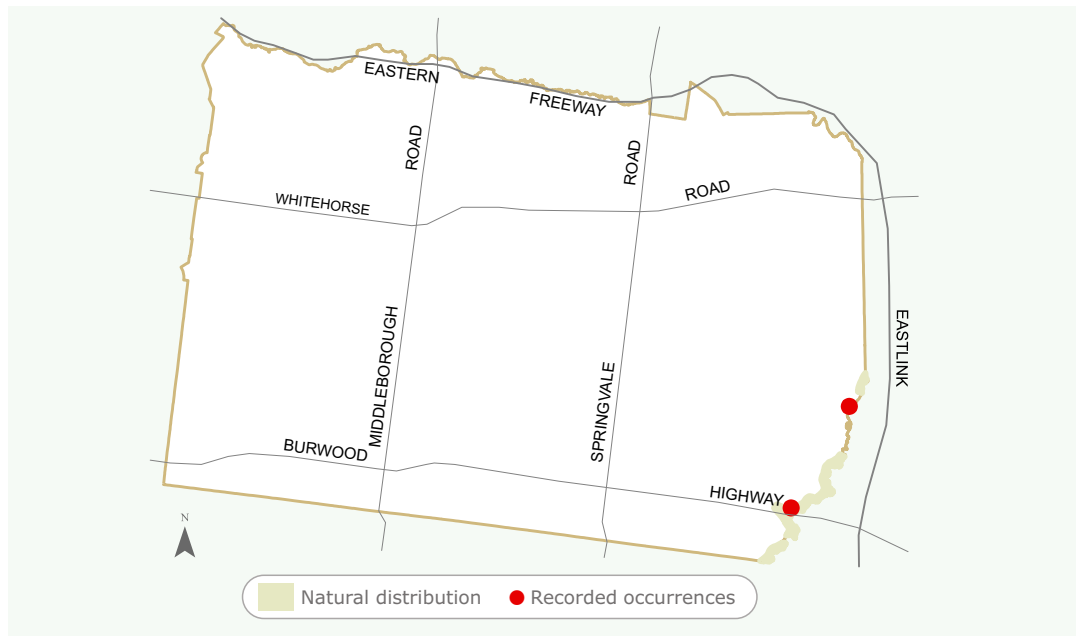 EASTERN
FREEWAY
ROAD
ROAD
ROAD
WHITEHORSE
MIDDLEBOROUGH
SPRINGVALE
EASTLINK
BURWOOD
HIGHWAY
N
Natural distribution
Recorded occurrences